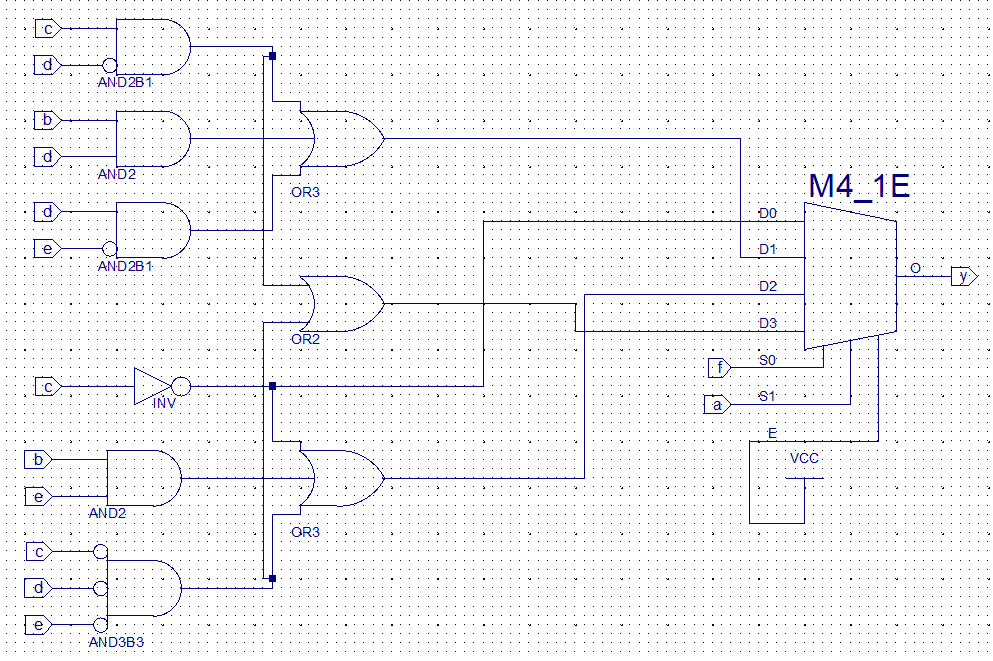 c
d
AND2B1
b
d
AND2
d
e
AND2B1
OR3
M4_1E
D0
D1
D2
D3
O
y
OR2
f
S0
a
S1
E
VCC
c
INV
b
e
AND2
OR3
c
d
e
AND3B3